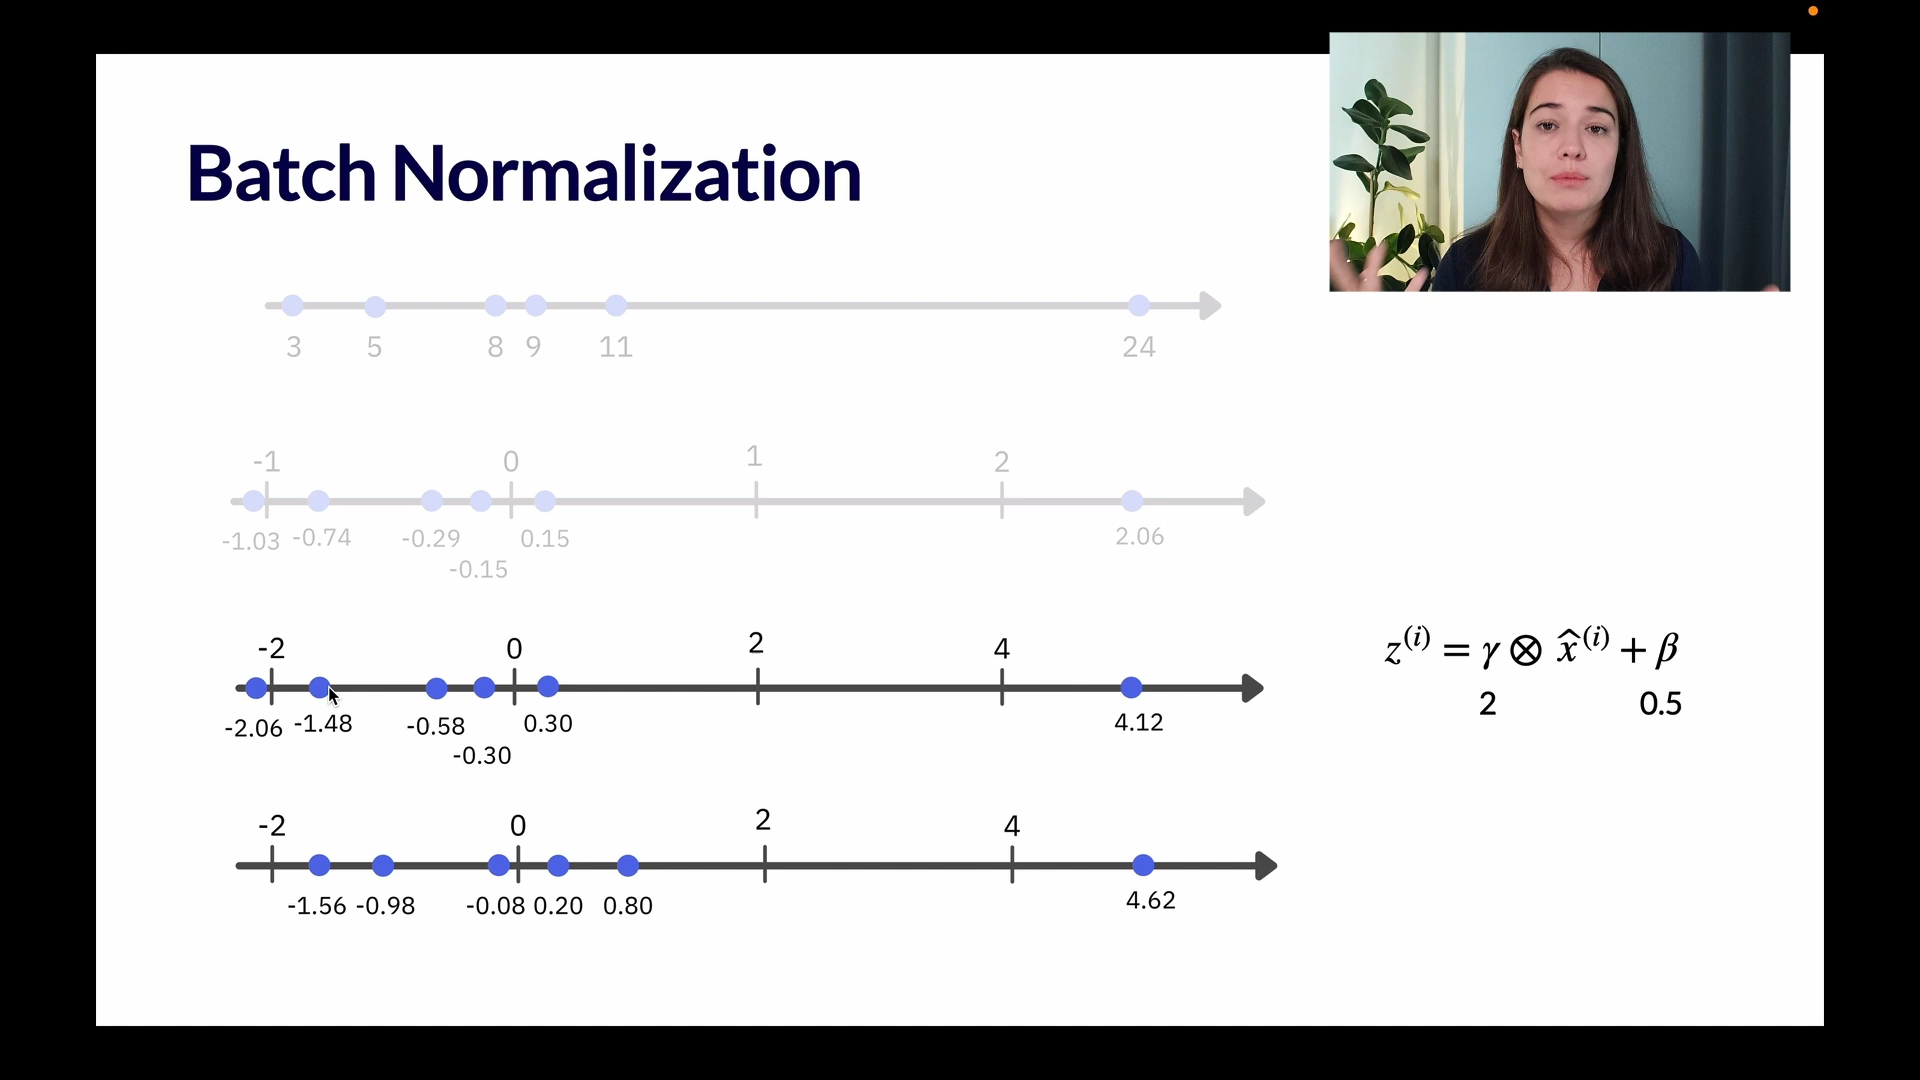 Batch Normalization
3 5 8 9 11 24
-1 0 1 2
-1.03 -0.74 -0.29 0.15 2.06
-0.15
-2 0 2 4
-2.06 -1.48 -0.58 0.30 4.12
-0.30
z⁽ⁱ⁾ = γ ⊗ x̂⁽ⁱ⁾ + β
2 0.5
-2 0 2 4
-1.56 -0.98 -0.08 0.20 0.80 4.62